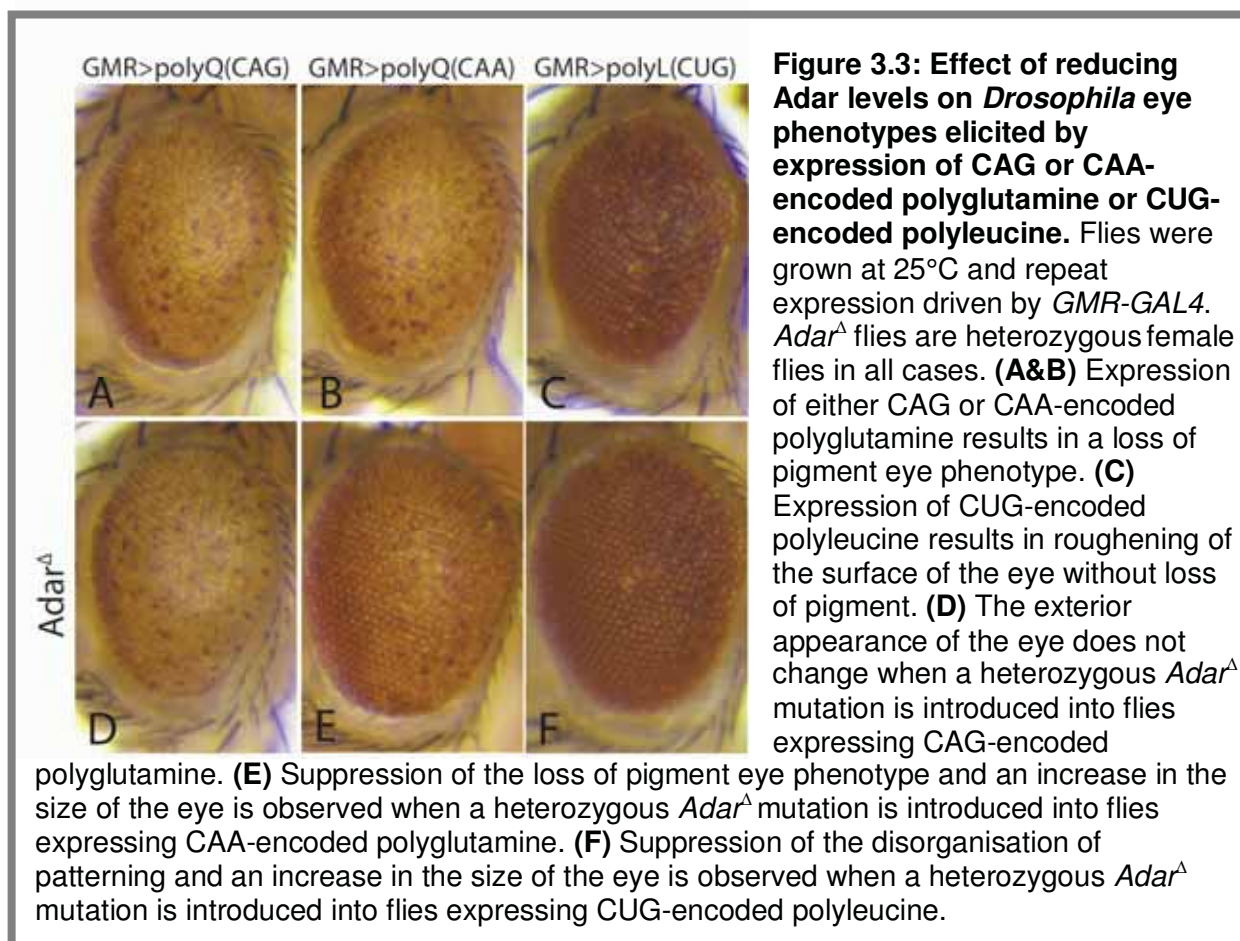 GMR>polyQ(CAG) GMR>polyQ(CAA) GMR>polyL(CUG)
A
B
C
Adar^Δ
D
E
F
Figure 3.3: Effect of reducing
Adar levels on Drosophila eye
phenotypes elicited by
expression of CAG or CAA-
encoded polyglutamine or CUG-
encoded polyleucine. Flies were
grown at 25°C and repeat
expression driven by GMR-GAL4.
Adar^Δ flies are heterozygous female
flies in all cases. (A&B) Expression
of either CAG or CAA-encoded
polyglutamine results in a loss of
pigment eye phenotype. (C)
Expression of CUG-encoded
polyleucine results in roughening of
the surface of the eye without loss
of pigment. (D) The exterior
appearance of the eye does not
change when a heterozygous Adar^Δ
mutation is introduced into flies
expressing CAG-encoded
polyglutamine. (E) Suppression of the loss of pigment eye phenotype and an increase in the
size of the eye is observed when a heterozygous Adar^Δ mutation is introduced into flies
expressing CAA-encoded polyglutamine. (F) Suppression of the disorganisation of
patterning and an increase in the size of the eye is observed when a heterozygous Adar^Δ
mutation is introduced into flies expressing CUG-encoded polyleucine.